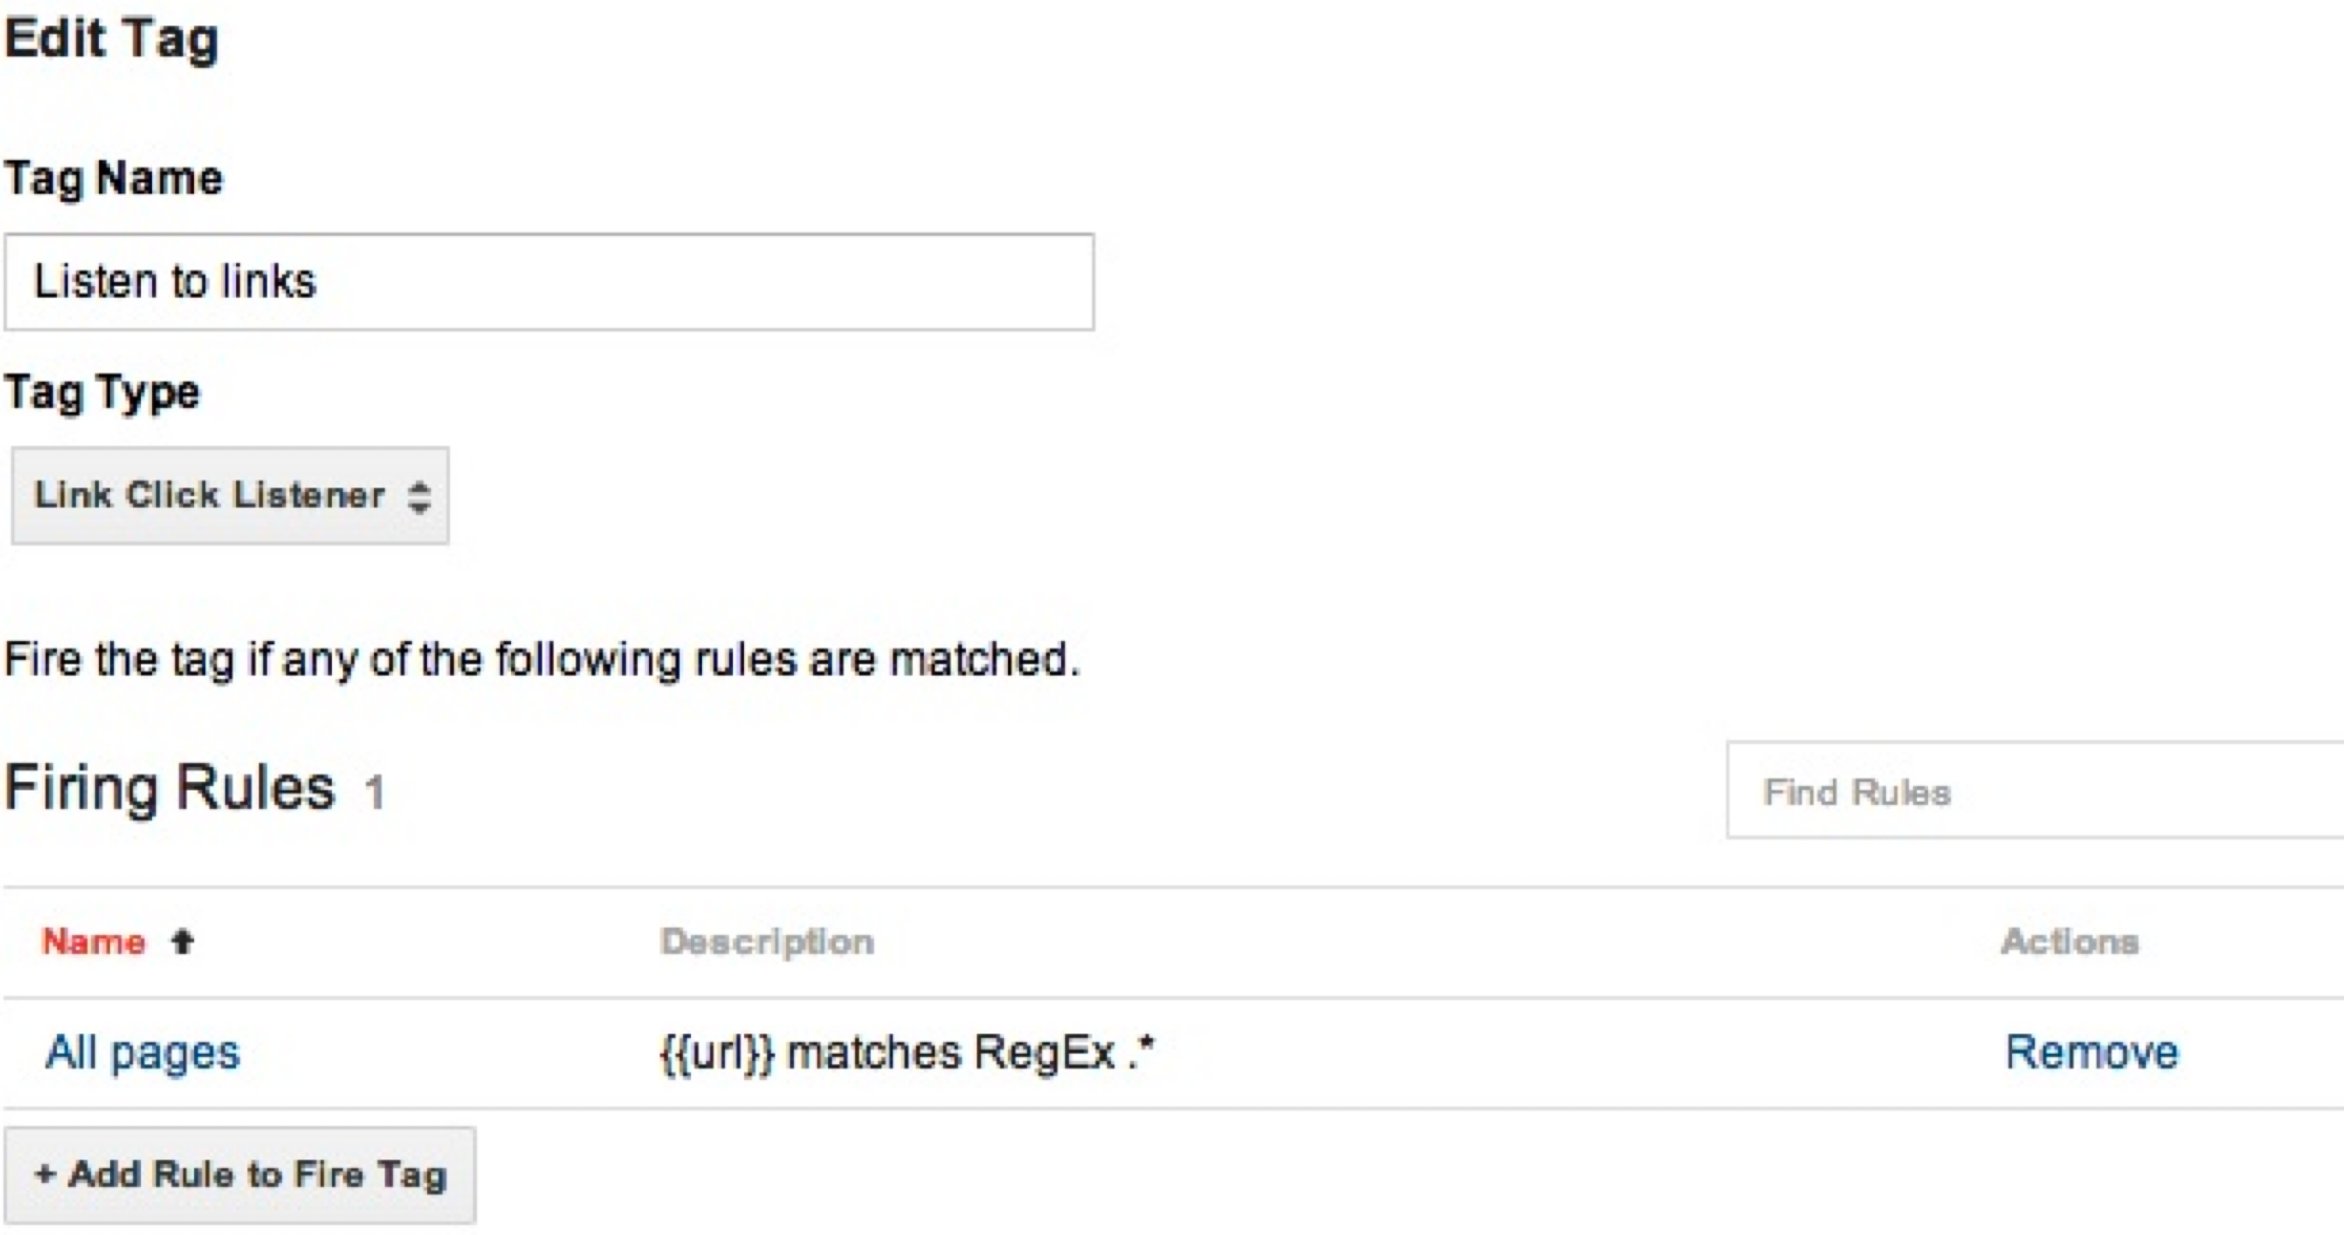 Edit Tag
Tag Name
Listen to links
Tag Type
Link Click Listener
Fire the tag if any of the following rules are matched.
Firing Rules 1
Find Rules
Name Description Actions
All pages {{url}} matches RegEx .* Remove
+ Add Rule to Fire Tag